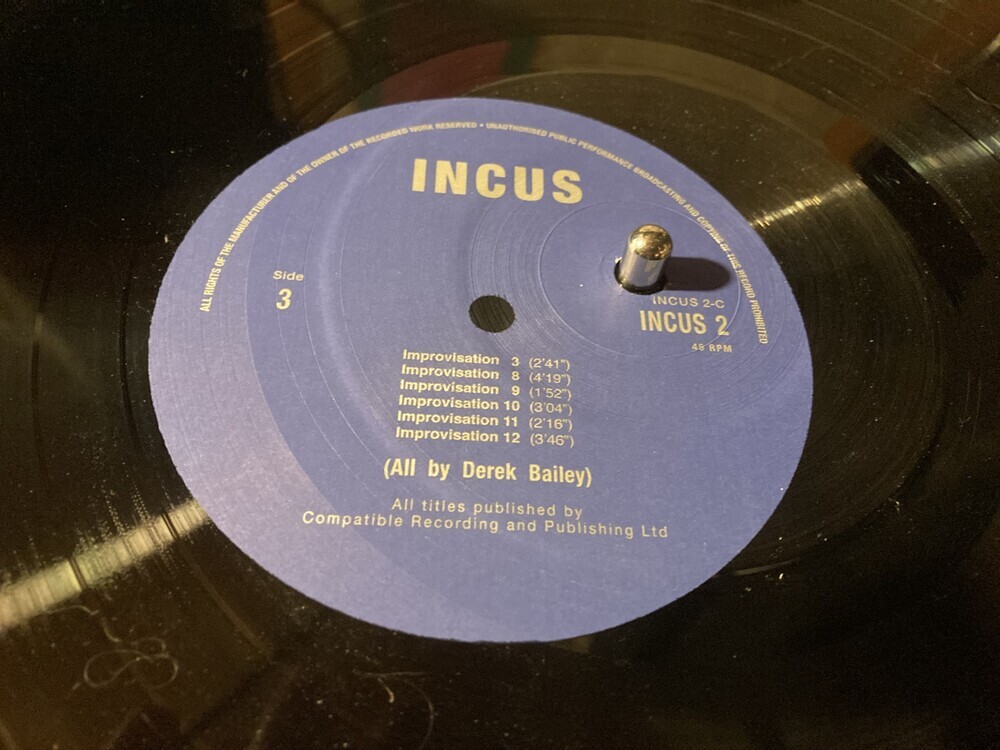 ALL RIGHTS OF THE MANUFACTURER AND OF THE OWNER OF THE RECORDED WORK RESERVED • UNAUTHORISED PUBLIC PERFORMANCE BROADCASTING AND COPYING OF THIS RECORD PROHIBITED
INCUS
Side
3
INCUS 2-C
INCUS 2
45 RPM
Improvisation 3 (2'41")
Improvisation 8 (4'19")
Improvisation 9 (1'52")
Improvisation 10 (3'04")
Improvisation 11 (2'16")
Improvisation 12 (3'46")
(All by Derek Bailey)
All titles published by
Compatible Recording and Publishing Ltd